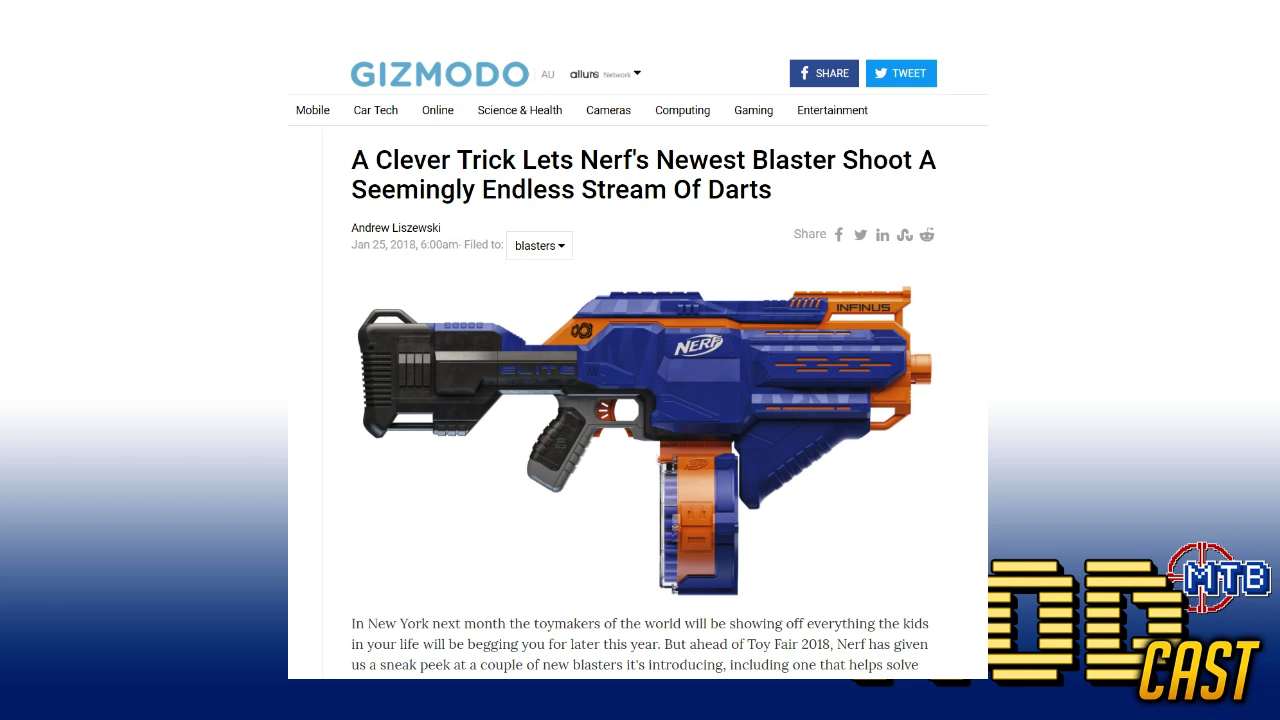 GIZMODO AU allure Network
SHARE TWEET
Mobile Car Tech Online Science & Health Cameras Computing Gaming Entertainment
A Clever Trick Lets Nerf's Newest Blaster Shoot A
Seemingly Endless Stream Of Darts
Andrew Liszewski
Jan 25, 2018, 6:00am· Filed to: blasters
Share
INFINUS
NERF
ELITE
In New York next month the toymakers of the world will be showing off everything the kids
in your life will be begging you for later this year. But ahead of Toy Fair 2018, Nerf has given
us a sneak peek at a couple of new blasters it's introducing, including one that helps solve
MTB
CAST